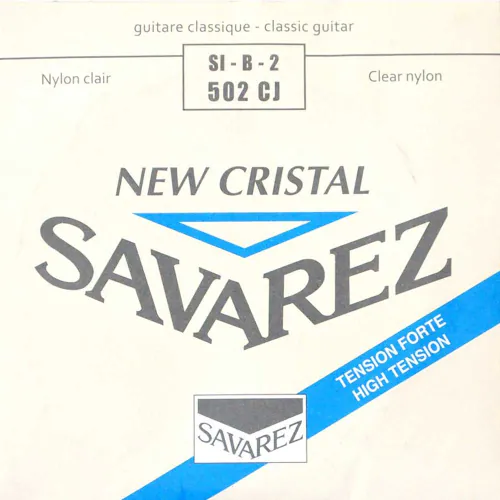 guitare classique - classic guitar
SI - B - 2
Nylon clair
Clear nylon
502 CJ
NEW CRISTAL
SAVAREZ
TENSION FORTE
HIGH TENSION
SAVAREZ